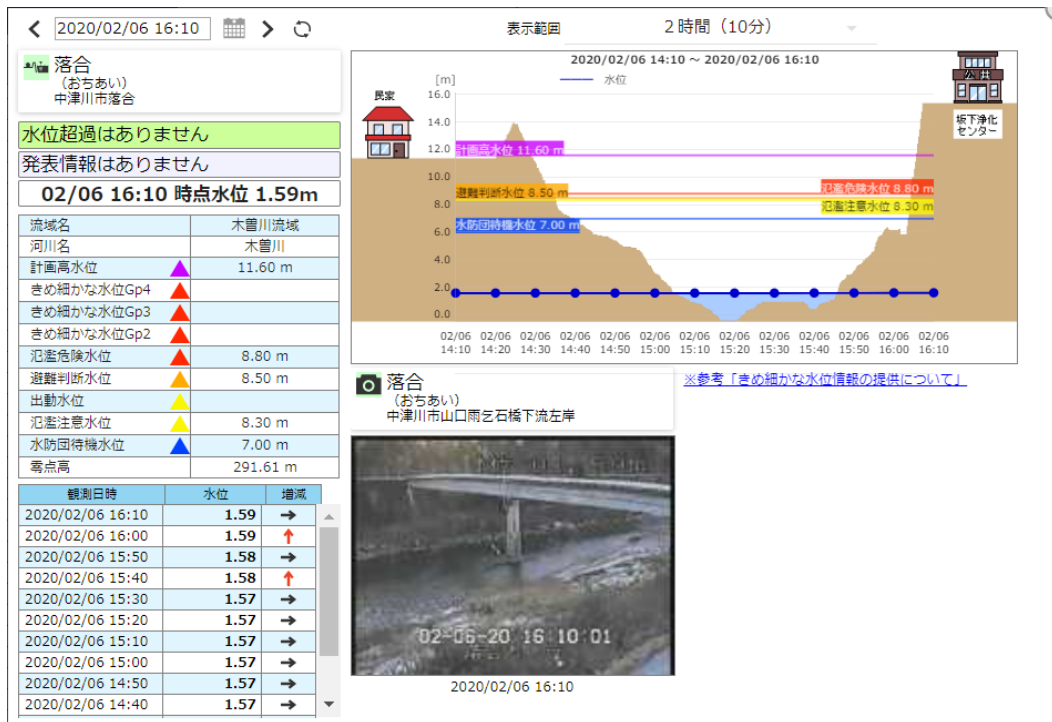 2020/02/06 16:10
表示範囲
2時間（10分）
落合
（おちあい）
中津川市落合
水位超過はありません
発表情報はありません
02/06 16:10 時点水位 1.59m
流域名 木曽川流域
河川名 木曽川
計画高水位 11.60 m
きめ細かな水位Gp4
きめ細かな水位Gp3
きめ細かな水位Gp2
氾濫危険水位 8.80 m
避難判断水位 8.50 m
出動水位
氾濫注意水位 8.30 m
水防団待機水位 7.00 m
零点高 291.61 m
観測日時 水位 増減
2020/02/06 16:10 1.59 →
2020/02/06 16:00 1.59 ↑
2020/02/06 15:50 1.58 →
2020/02/06 15:40 1.58 ↑
2020/02/06 15:30 1.57 →
2020/02/06 15:20 1.57 →
2020/02/06 15:10 1.57 →
2020/02/06 15:00 1.57 →
2020/02/06 14:50 1.57 →
2020/02/06 14:40 1.57 →
2020/02/06 14:10 ～ 2020/02/06 16:10
水位
[m]
民家
公共
坂下浄化
センター
16.0
14.0
12.0
10.0
8.0
6.0
4.0
2.0
0.0
計画高水位 11.60 m
避難判断水位 8.50 m
氾濫危険水位 8.80 m
氾濫注意水位 8.30 m
水防団待機水位 7.00 m
02/06 02/06 02/06 02/06 02/06 02/06 02/06 02/06 02/06 02/06 02/06 02/06 02/06
14:10 14:20 14:30 14:40 14:50 15:00 15:10 15:20 15:30 15:40 15:50 16:00 16:10
落合
（おちあい）
中津川市山口雨乞石橋下流左岸
※参考「きめ細かな水位情報の提供について」
02-06-20 16:10:01
2020/02/06 16:10